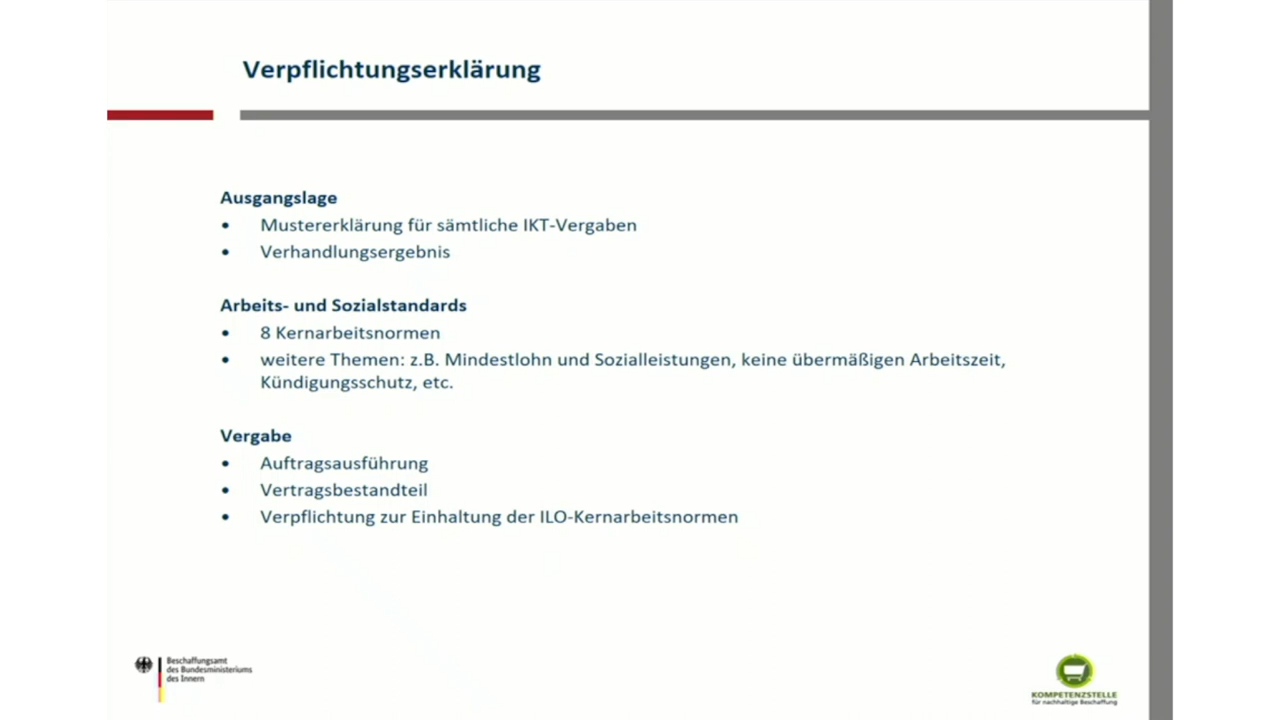 Verpflichtungserklärung
Ausgangslage
• Mustererklärung für sämtliche IKT-Vergaben
• Verhandlungsergebnis
Arbeits- und Sozialstandards
• 8 Kernarbeitsnormen
• weitere Themen: z.B. Mindestlohn und Sozialleistungen, keine übermäßigen Arbeitszeit,
Kündigungsschutz, etc.
Vergabe
• Auftragsausführung
• Vertragsbestandteil
• Verpflichtung zur Einhaltung der ILO-Kernarbeitsnormen
Beschaffungsamt
des Bundesministeriums
des Innern
KOMPETENZSTELLE
für nachhaltige Beschaffung